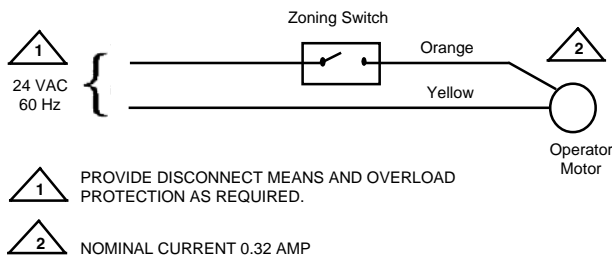 Zoning Switch
1
Orange
2
24 VAC
60 Hz
Yellow
Operator
Motor
1 PROVIDE DISCONNECT MEANS AND OVERLOAD
PROTECTION AS REQUIRED.
2 NOMINAL CURRENT 0.32 AMP